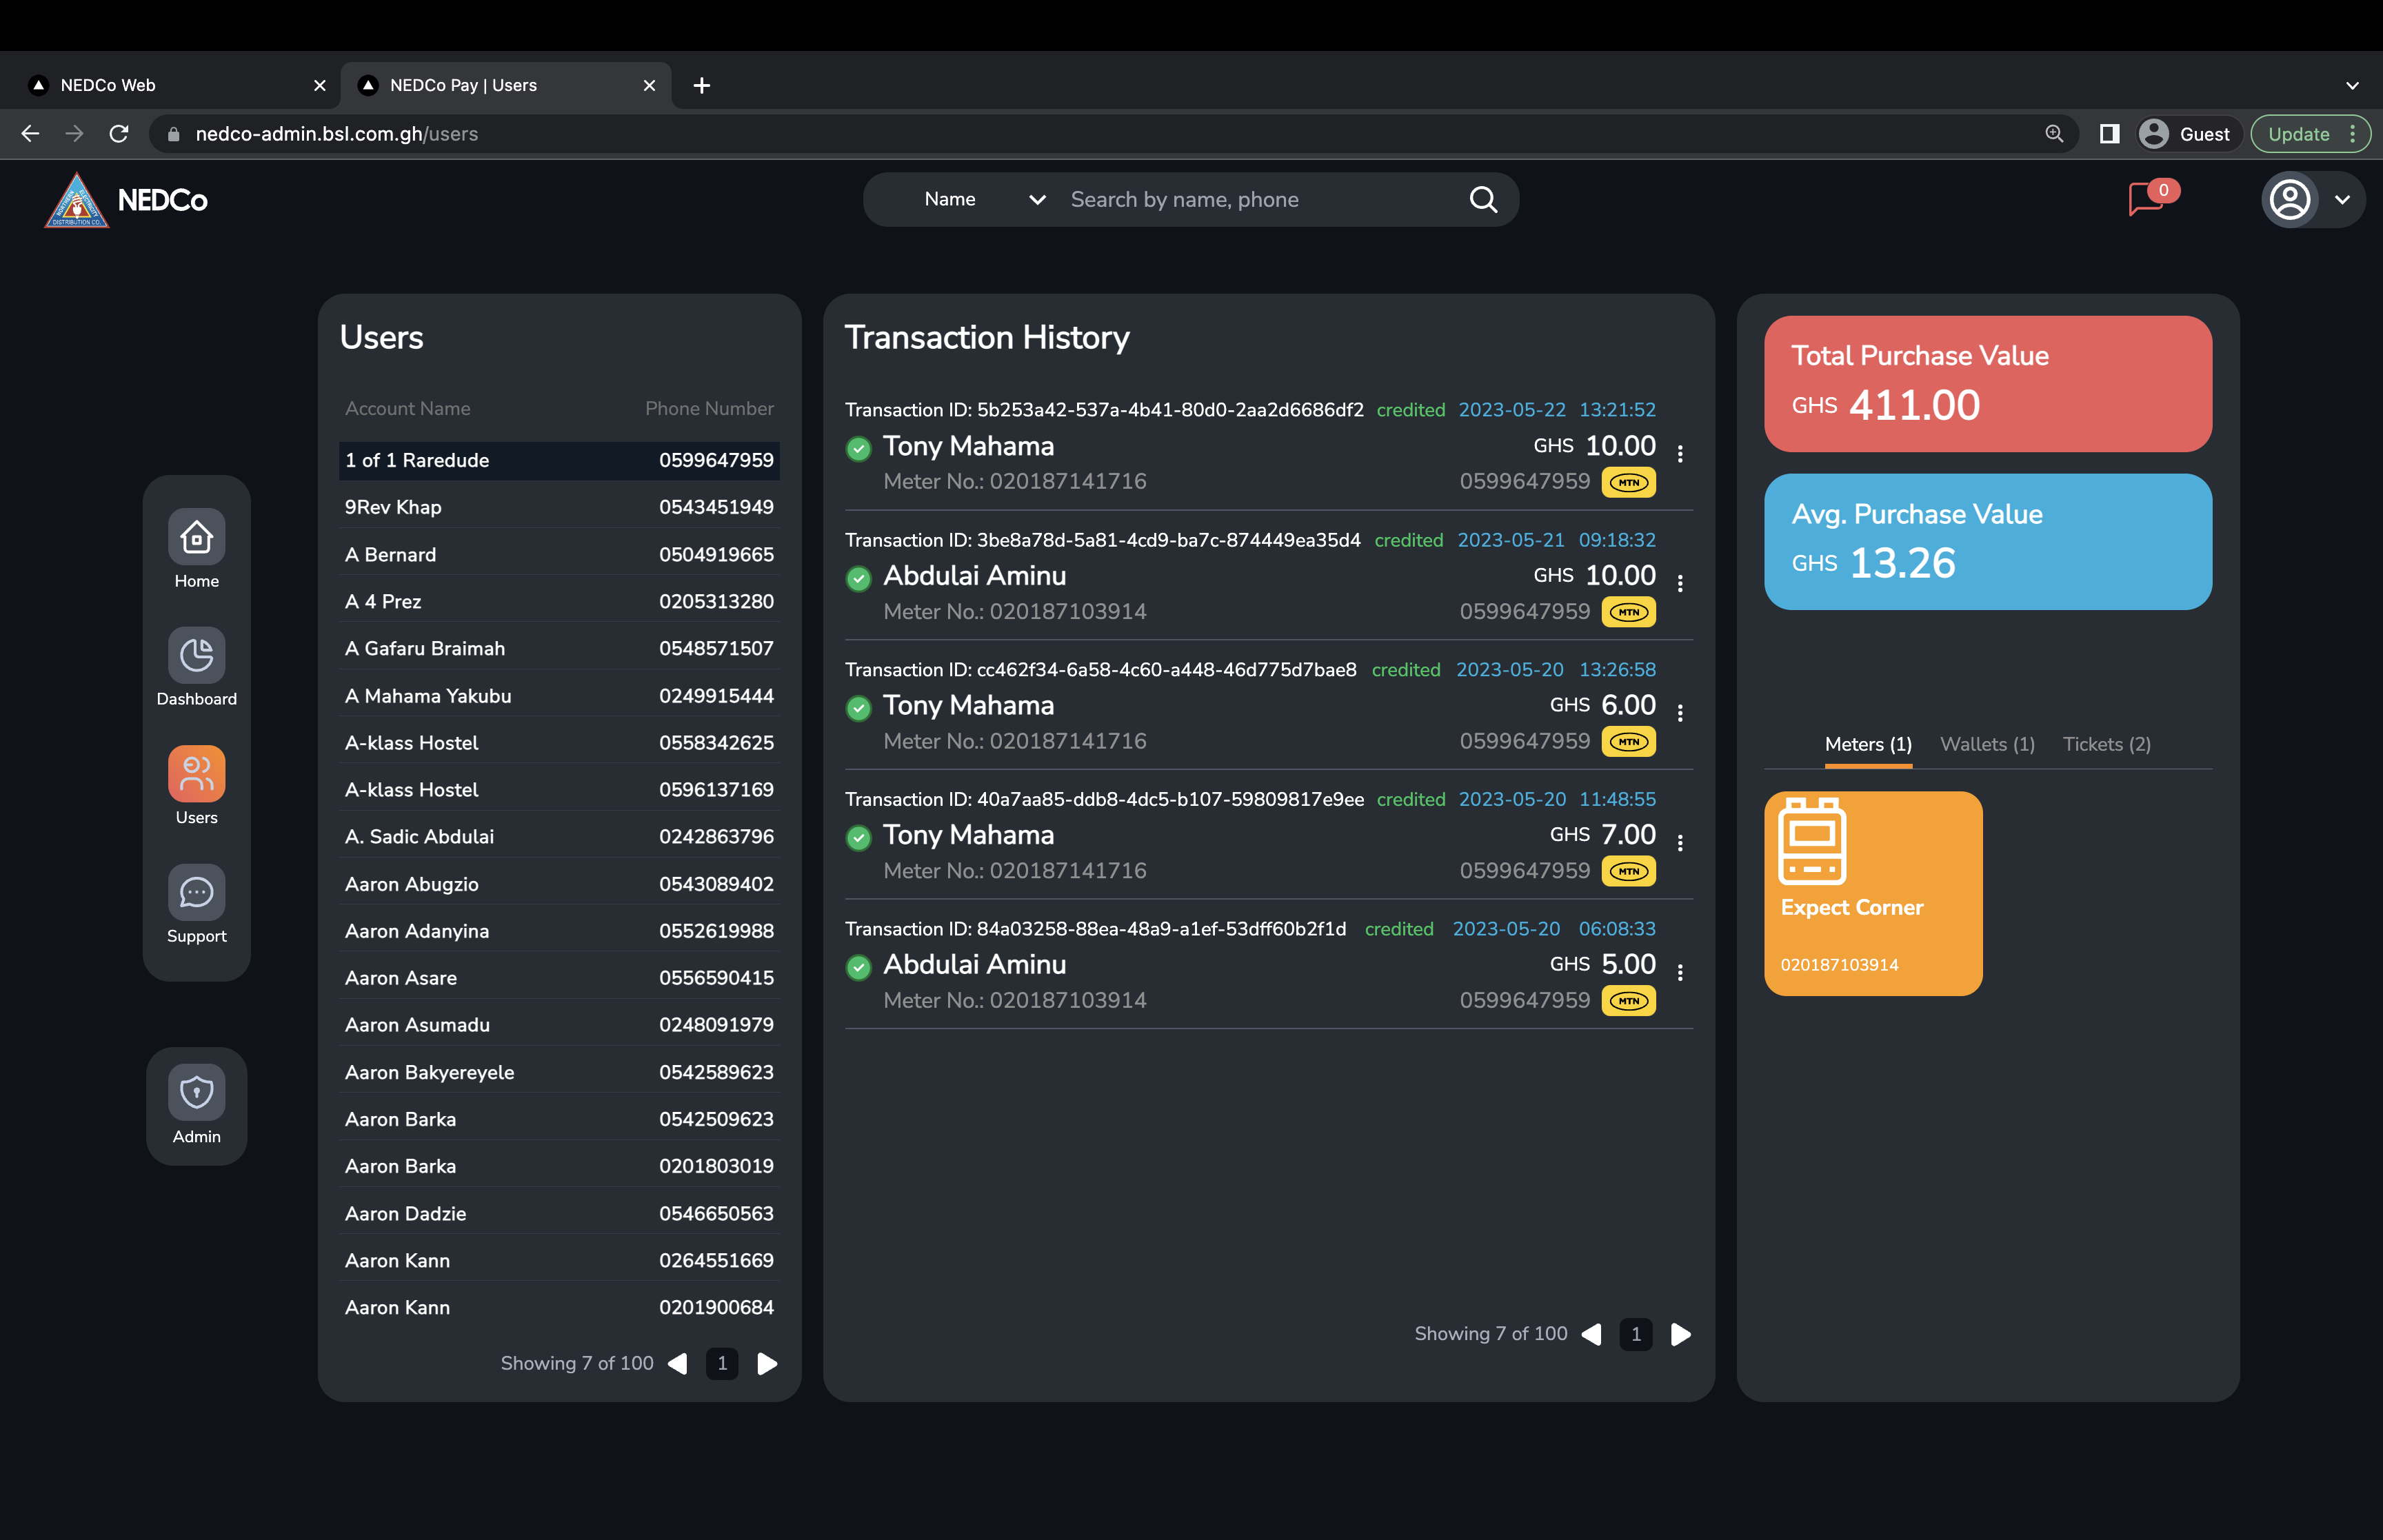 NEDCo Web
NEDCo Pay | Users
nedco-admin.bsl.com.gh/users
Guest
Update
NEDCo
Name
Search by name, phone
0
Home
Dashboard
Users
Support
Admin
Users
Account Name Phone Number
1 of 1 Raredude 0599647959
9Rev Khap 0543451949
A Bernard 0504919665
A 4 Prez 0205313280
A Gafaru Braimah 0548571507
A Mahama Yakubu 0249915444
A-klass Hostel 0558342625
A-klass Hostel 0596137169
A. Sadic Abdulai 0242863796
Aaron Abugzio 0543089402
Aaron Adanyina 0552619988
Aaron Asare 0556590415
Aaron Asumadu 0248091979
Aaron Bakyereyele 0542589623
Aaron Barka 0542509623
Aaron Barka 0201803019
Aaron Dadzie 0546650563
Aaron Kann 0264551669
Aaron Kann 0201900684
Showing 7 of 100 1
Transaction History
Transaction ID: 5b253a42-537a-4b41-80d0-2aa2d6686df2 credited 2023-05-22 13:21:52
Tony Mahama GHS 10.00
Meter No.: 020187141716 0599647959 MTN
Transaction ID: 3be8a78d-5a81-4cd9-ba7c-874449ea35d4 credited 2023-05-21 09:18:32
Abdulai Aminu GHS 10.00
Meter No.: 020187103914 0599647959 MTN
Transaction ID: cc462f34-6a58-4c60-a448-46d775d7bae8 credited 2023-05-20 13:26:58
Tony Mahama GHS 6.00
Meter No.: 020187141716 0599647959 MTN
Transaction ID: 40a7aa85-ddb8-4dc5-b107-59809817e9ee credited 2023-05-20 11:48:55
Tony Mahama GHS 7.00
Meter No.: 020187141716 0599647959 MTN
Transaction ID: 84a03258-88ea-48a9-a1ef-53dff60b2f1d credited 2023-05-20 06:08:33
Abdulai Aminu GHS 5.00
Meter No.: 020187103914 0599647959 MTN
Showing 7 of 100 1
Total Purchase Value
GHS 411.00
Avg. Purchase Value
GHS 13.26
Meters (1) Wallets (1) Tickets (2)
Expect Corner
020187103914